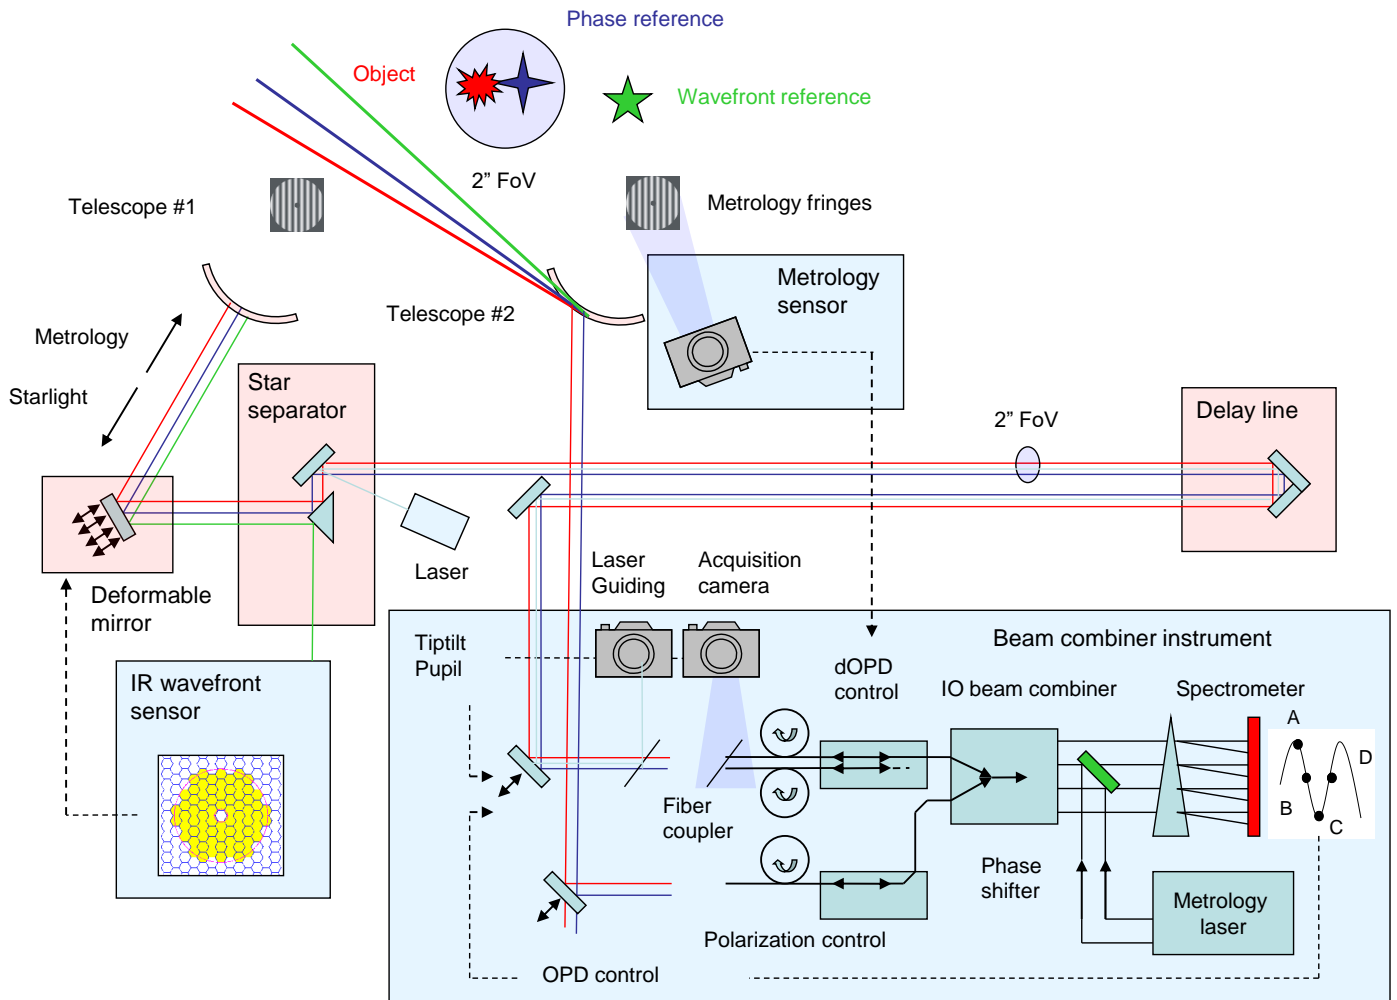 Phase reference
Object
Wavefront reference
2” FoV
Telescope #1
Metrology fringes
Metrology
sensor
Telescope #2
Metrology
Starlight
Star
separator
2” FoV
Delay line
Laser
Deformable
mirror
Laser
Guiding
Acquisition
camera
IR wavefront
sensor
Tiptilt
Pupil
Beam combiner instrument
dOPD
control
IO beam combiner
Spectrometer
A
D
B
C
Fiber
coupler
Phase
shifter
Metrology
laser
Polarization control
OPD control